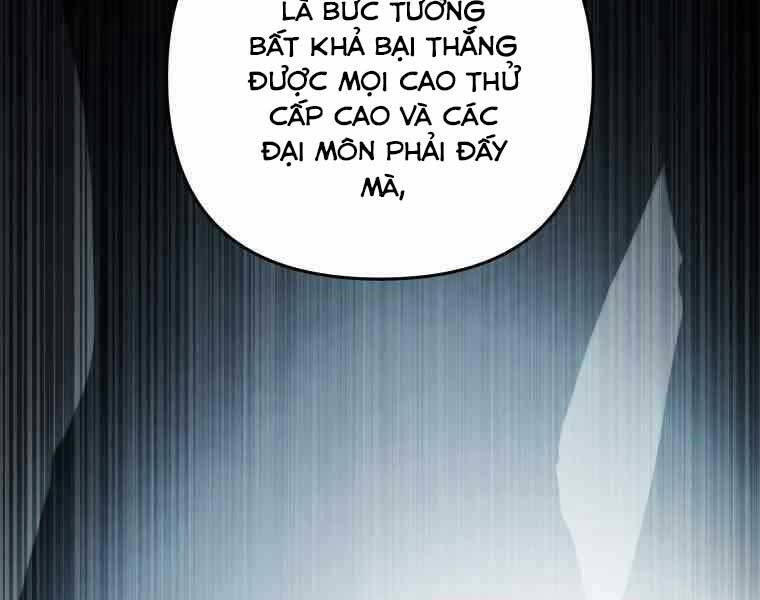 LÀ BỨC TƯỜNG
BẤT KHẢ BẠI THẮNG
ĐƯỢC MỌI CAO THỦ
CẤP CAO VÀ CÁC
ĐẠI MÔN PHÁI ĐẤY
MÀ,